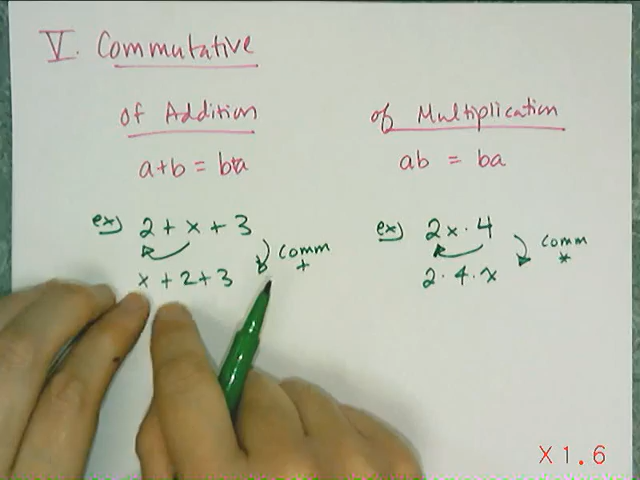 V. Commutative
of Addition
a+b = b+a
ex) 2 + x + 3
x + 2 + 3
comm
+
of Multiplication
ab = ba
ex) 2x · 4
2 · 4 · x
comm
*
X1.6